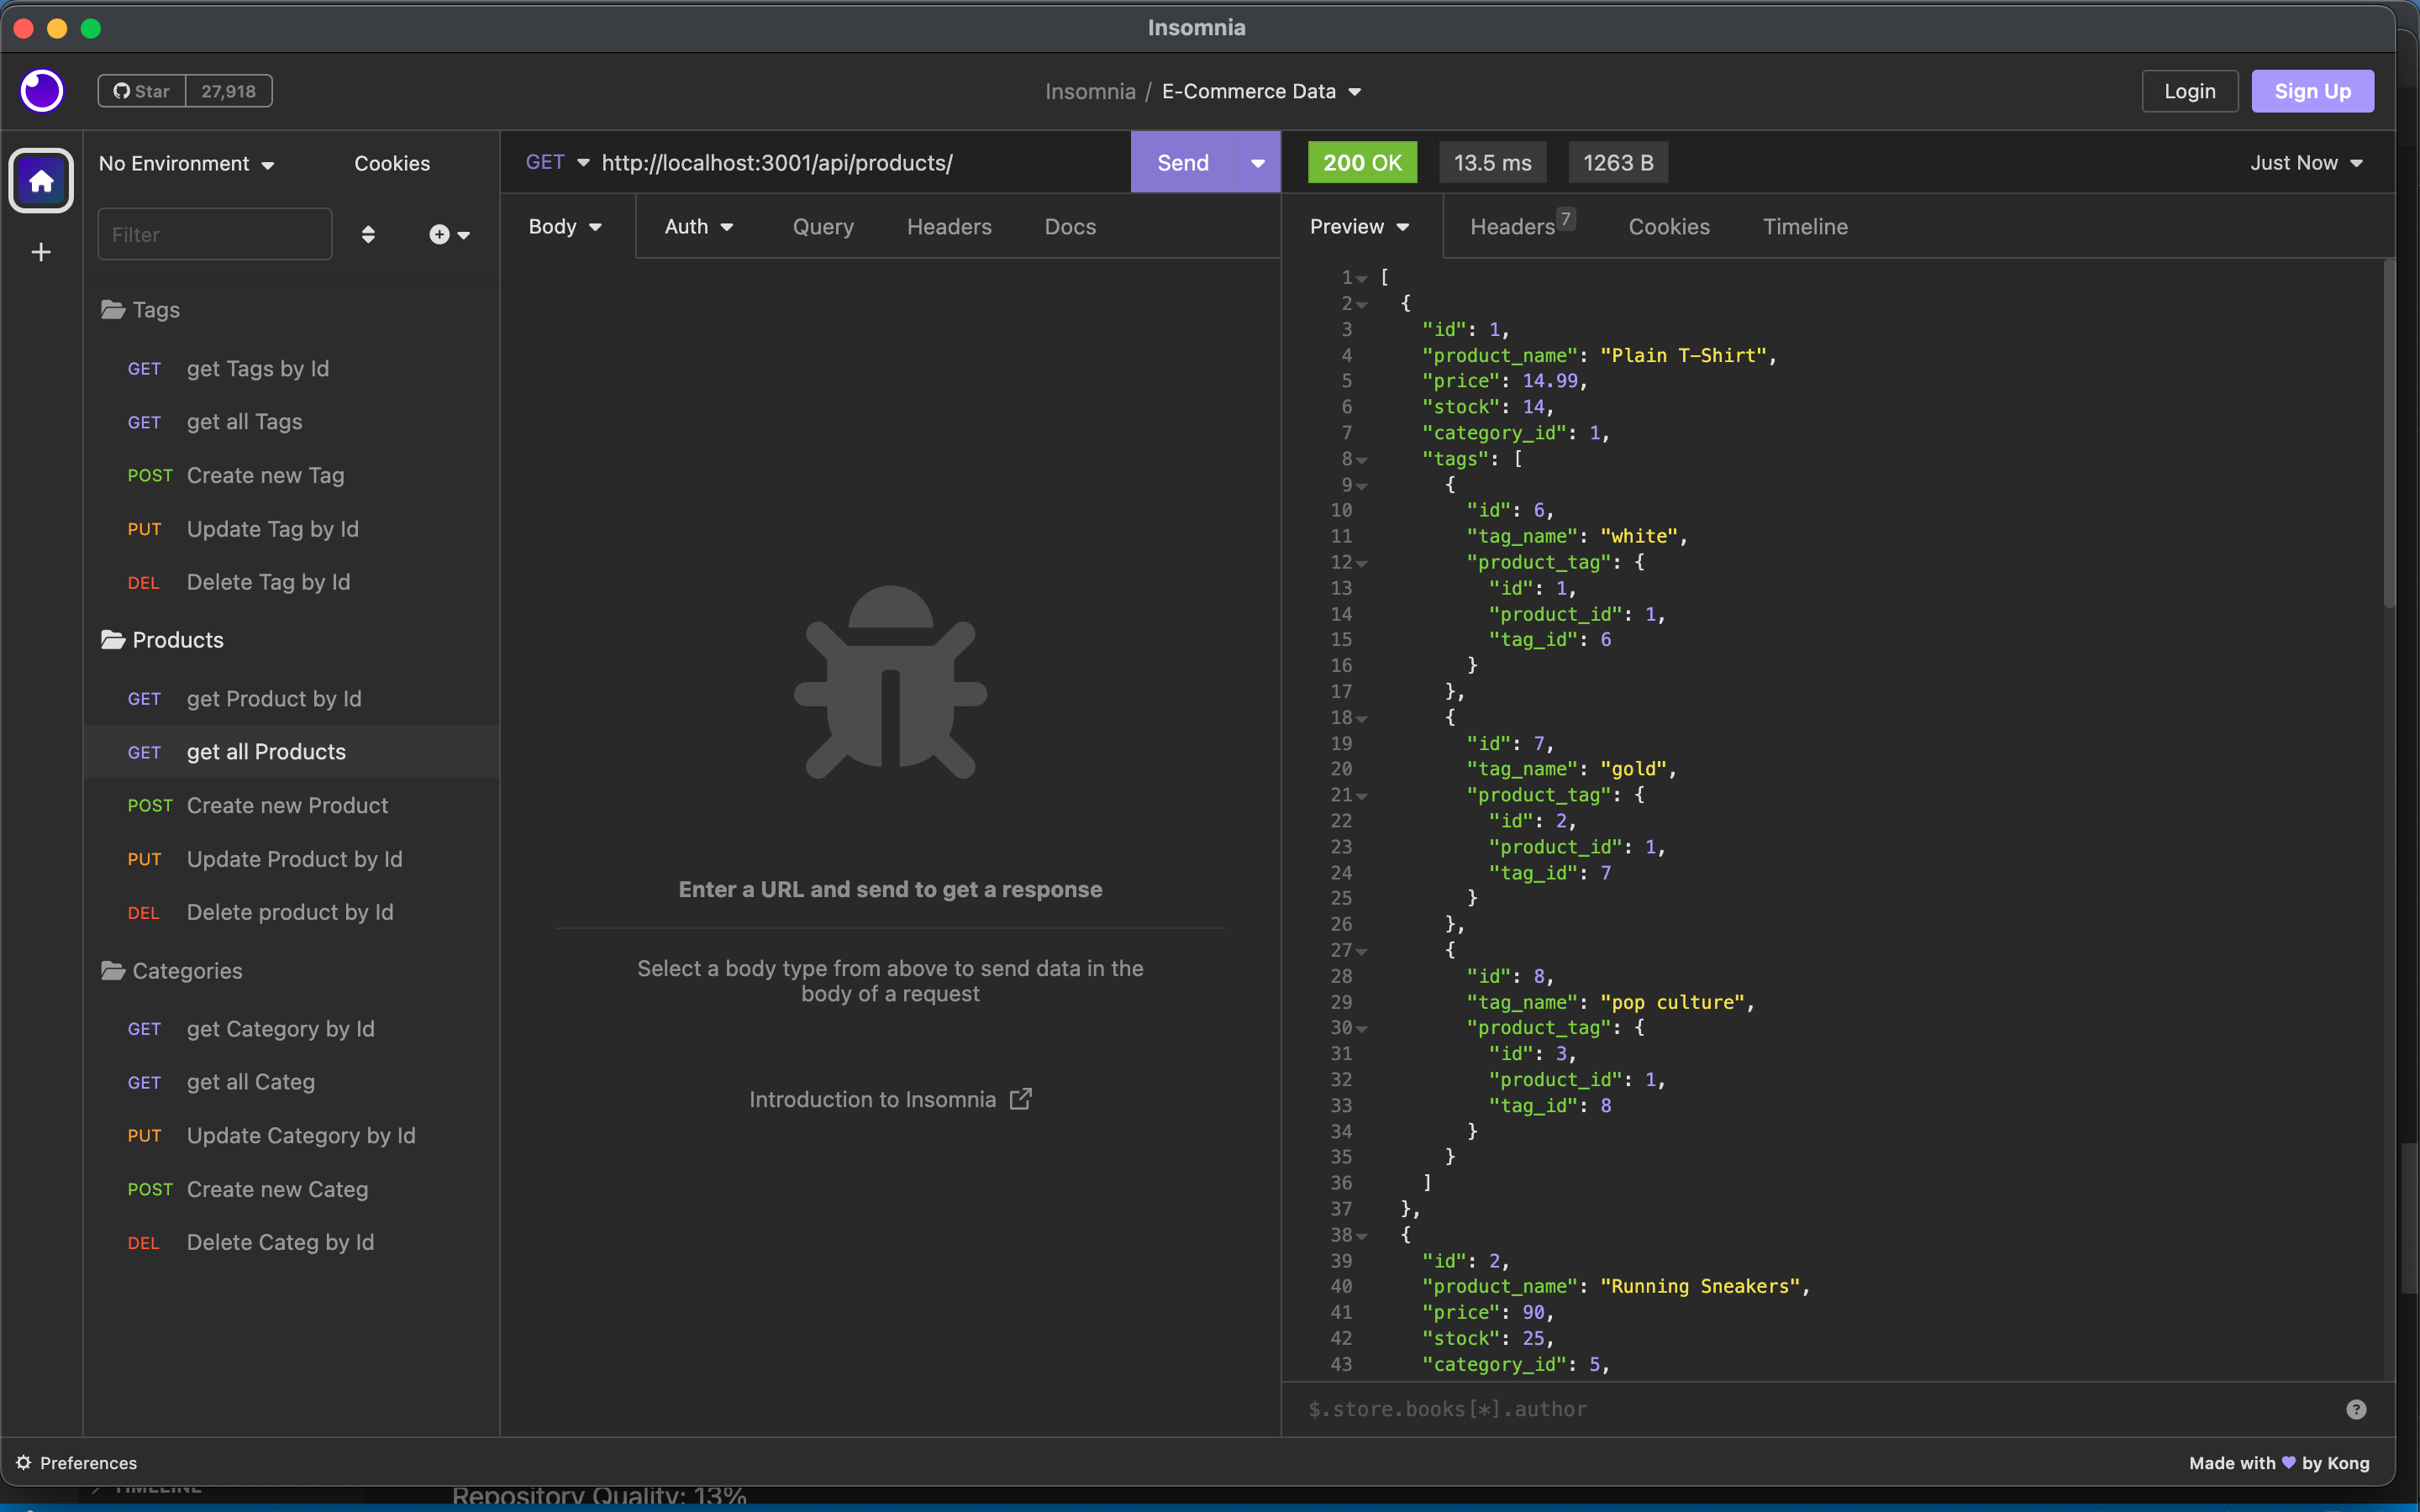 Insomnia
Star 27,918
Insomnia / E-Commerce Data
Login
Sign Up
No Environment
Cookies
Filter
Tags
GET get Tags by Id
GET get all Tags
POST Create new Tag
PUT Update Tag by Id
DEL Delete Tag by Id
Products
GET get Product by Id
GET get all Products
POST Create new Product
PUT Update Product by Id
DEL Delete product by Id
Categories
GET get Category by Id
GET get all Categ
PUT Update Category by Id
POST Create new Categ
DEL Delete Categ by Id
GET http://localhost:3001/api/products/
Send
Body Auth Query Headers Docs
Enter a URL and send to get a response
Select a body type from above to send data in the
body of a request
Introduction to Insomnia
200 OK 13.5 ms 1263 B
Just Now
Preview Headers 7 Cookies Timeline
1 [
2 {
3 "id": 1,
4 "product_name": "Plain T-Shirt",
5 "price": 14.99,
6 "stock": 14,
7 "category_id": 1,
8 "tags": [
9 {
10 "id": 6,
11 "tag_name": "white",
12 "product_tag": {
13 "id": 1,
14 "product_id": 1,
15 "tag_id": 6
16 }
17 },
18 {
19 "id": 7,
20 "tag_name": "gold",
21 "product_tag": {
22 "id": 2,
23 "product_id": 1,
24 "tag_id": 7
25 }
26 },
27 {
28 "id": 8,
29 "tag_name": "pop culture",
30 "product_tag": {
31 "id": 3,
32 "product_id": 1,
33 "tag_id": 8
34 }
35 }
36 ]
37 },
38 {
39 "id": 2,
40 "product_name": "Running Sneakers",
41 "price": 90,
42 "stock": 25,
43 "category_id": 5,
$.store.books[*].author
?
Preferences
Made with 💜 by Kong
TIMELINE
Repository Quality: 13%